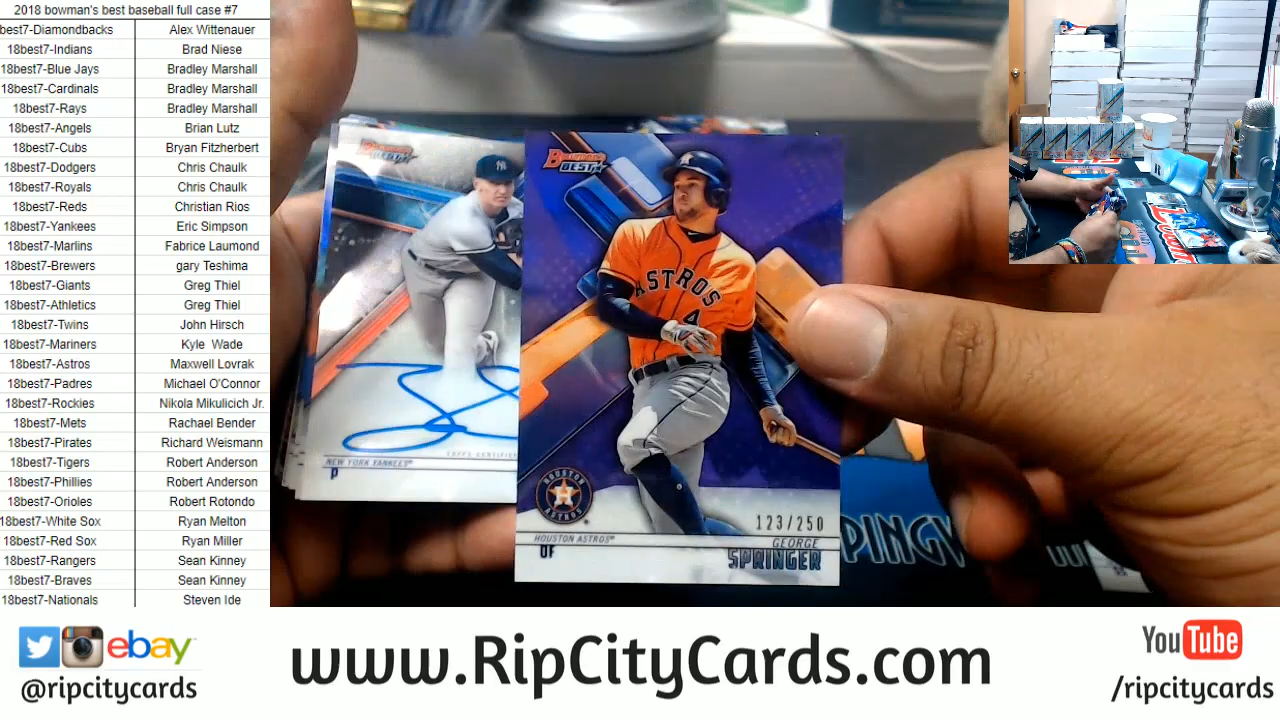 2018 bowman's best baseball full case #7
best7-Diamondbacks Alex Wittenauer
18best7-Indians Brad Niese
18best7-Blue Jays Bradley Marshall
18best7-Cardinals Bradley Marshall
18best7-Rays Bradley Marshall
18best7-Angels Brian Lutz
18best7-Cubs Bryan Fitzherbert
18best7-Dodgers Chris Chaulk
18best7-Royals Chris Chaulk
18best7-Reds Christian Rios
18best7-Yankees Eric Simpson
18best7-Marlins Fabrice Laumond
18best7-Brewers gary Teshima
18best7-Giants Greg Thiel
18best7-Athletics Greg Thiel
18best7-Twins John Hirsch
18best7-Mariners Kyle Wade
18best7-Astros Maxwell Lovrak
18best7-Padres Michael O'Connor
18best7-Rockies Nikola Mikulicich Jr.
18best7-Mets Rachael Bender
18best7-Pirates Richard Weismann
18best7-Tigers Robert Anderson
18best7-Phillies Robert Anderson
18best7-Orioles Robert Rotondo
18best7-White Sox Ryan Melton
18best7-Red Sox Ryan Miller
18best7-Rangers Sean Kinney
18best7-Braves Sean Kinney
18best7-Nationals Steven Ide
NEW YORK YANKEES™
P
BOWMAN'S
BEST
ASTROS
4
HOUSTON
ASTROS
123/250
HOUSTON ASTROS™
OF
GEORGE
SPRINGER
ebay
@ripcitycards
www.RipCityCards.com
YouTube
/ripcitycards